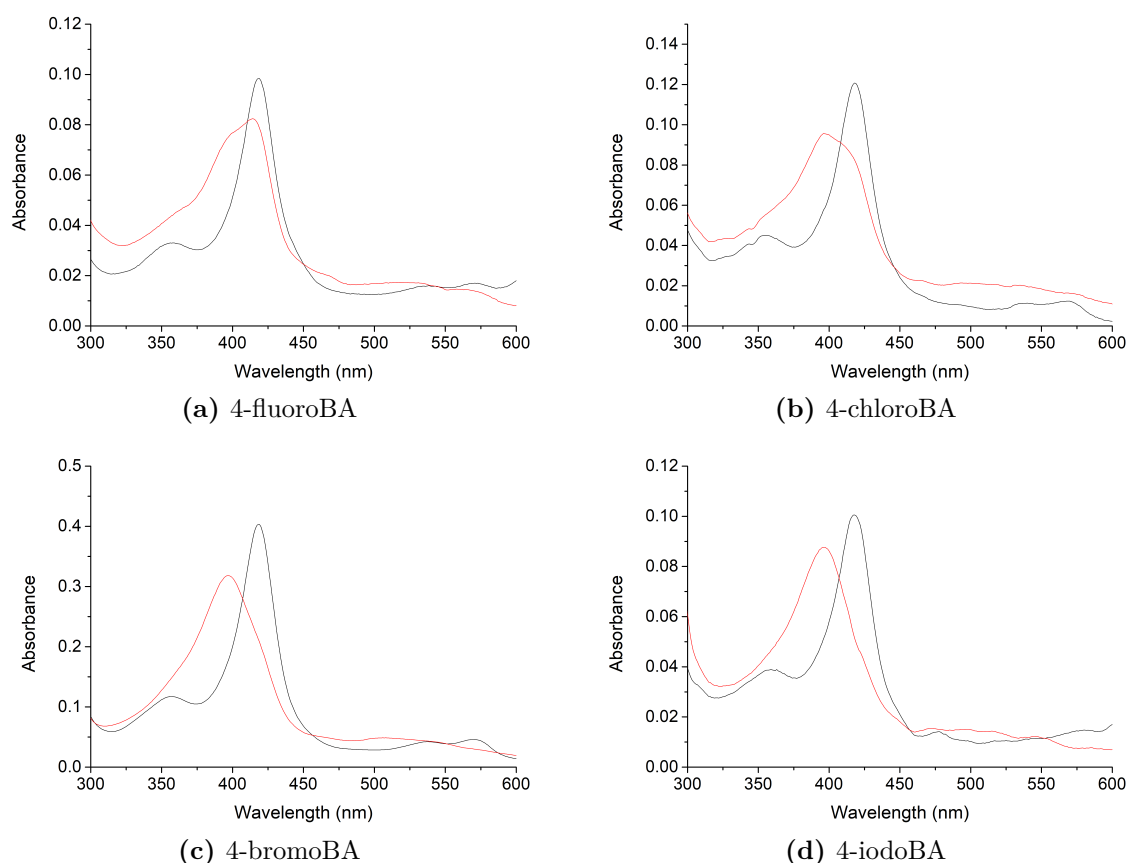 0.12
0.10
0.08
0.06
0.04
0.02
0.00
Absorbance
300 350 400 450 500 550 600
Wavelength (nm)
(a) 4-fluoroBA
0.14
0.12
0.10
0.08
0.06
0.04
0.02
0.00
Absorbance
300 350 400 450 500 550 600
Wavelength (nm)
(b) 4-chloroBA
0.5
0.4
0.3
0.2
0.1
0.0
Absorbance
300 350 400 450 500 550 600
Wavelength (nm)
(c) 4-bromoBA
0.12
0.10
0.08
0.06
0.04
0.02
0.00
Absorbance
300 350 400 450 500 550 600
Wavelength (nm)
(d) 4-iodoBA